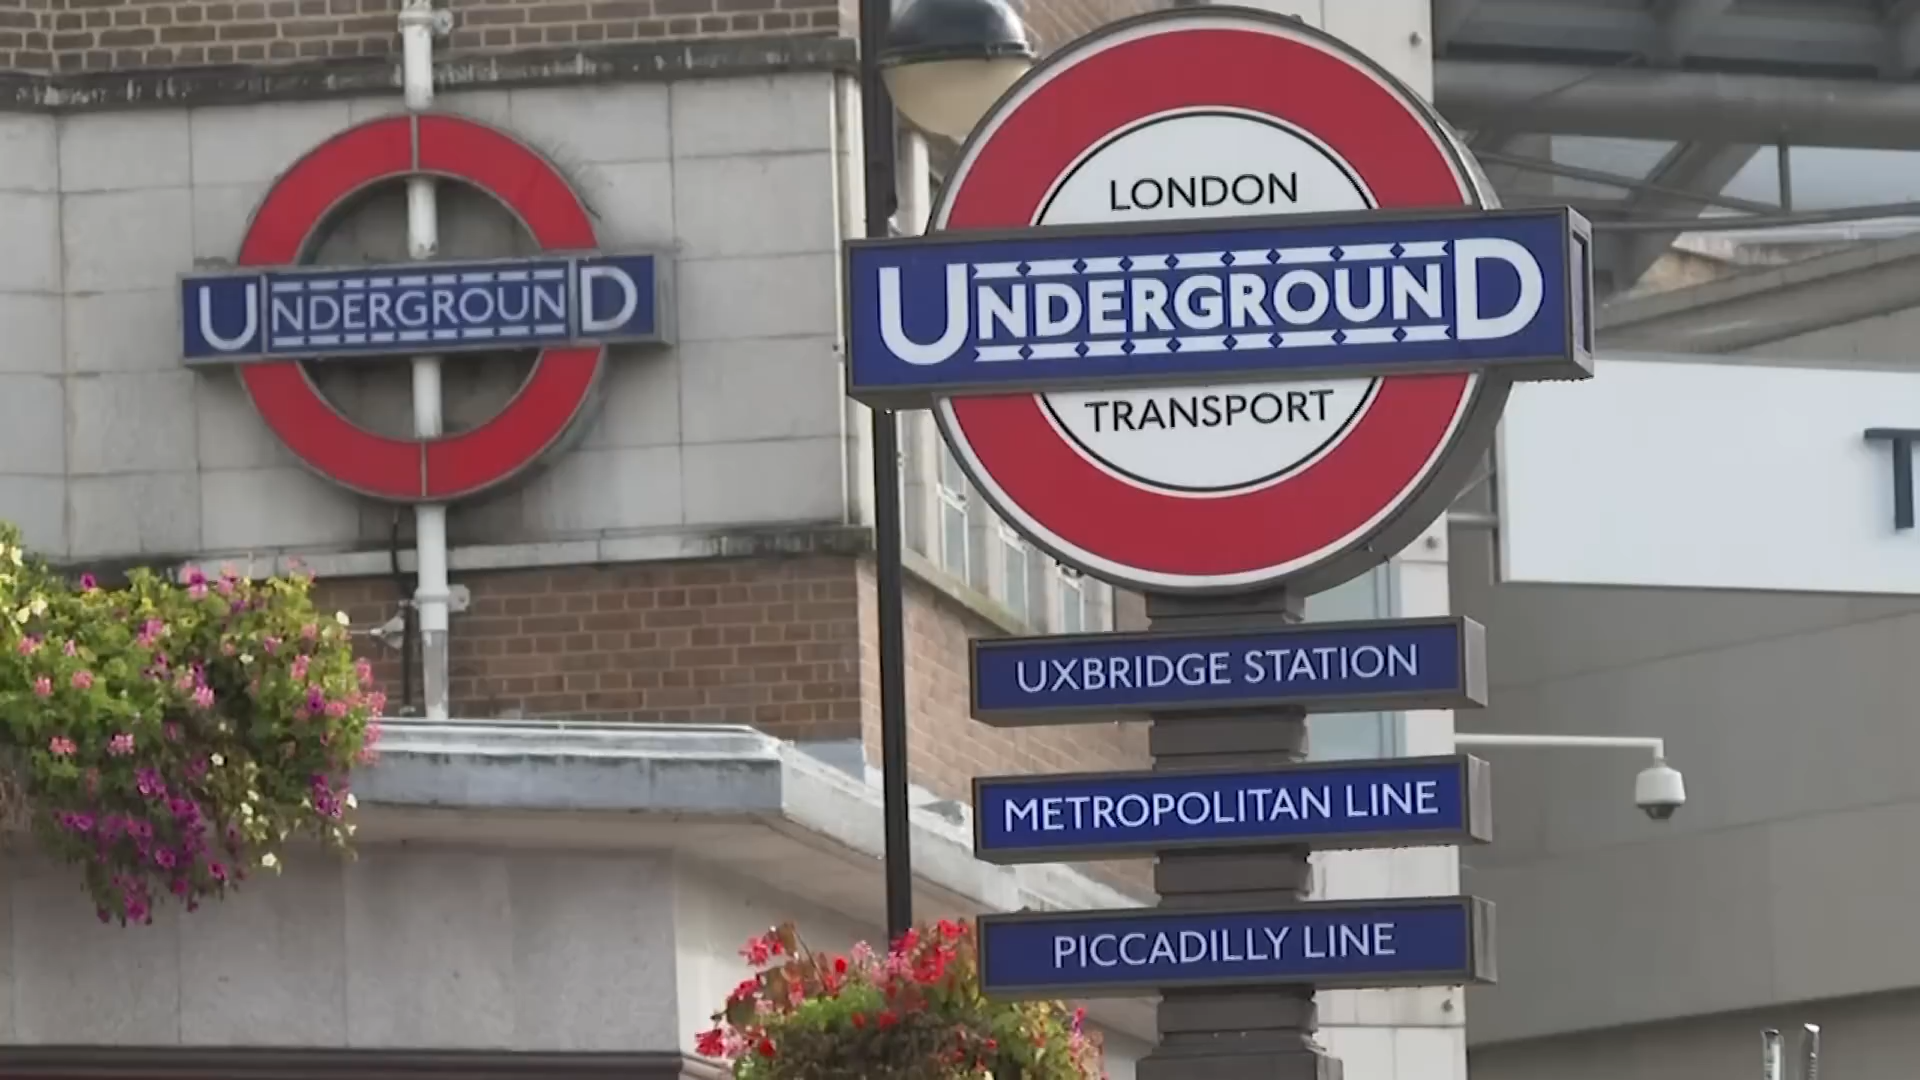 UNDERGROUND
LONDON
UNDERGROUND
TRANSPORT
UXBRIDGE STATION
METROPOLITAN LINE
PICCADILLY LINE